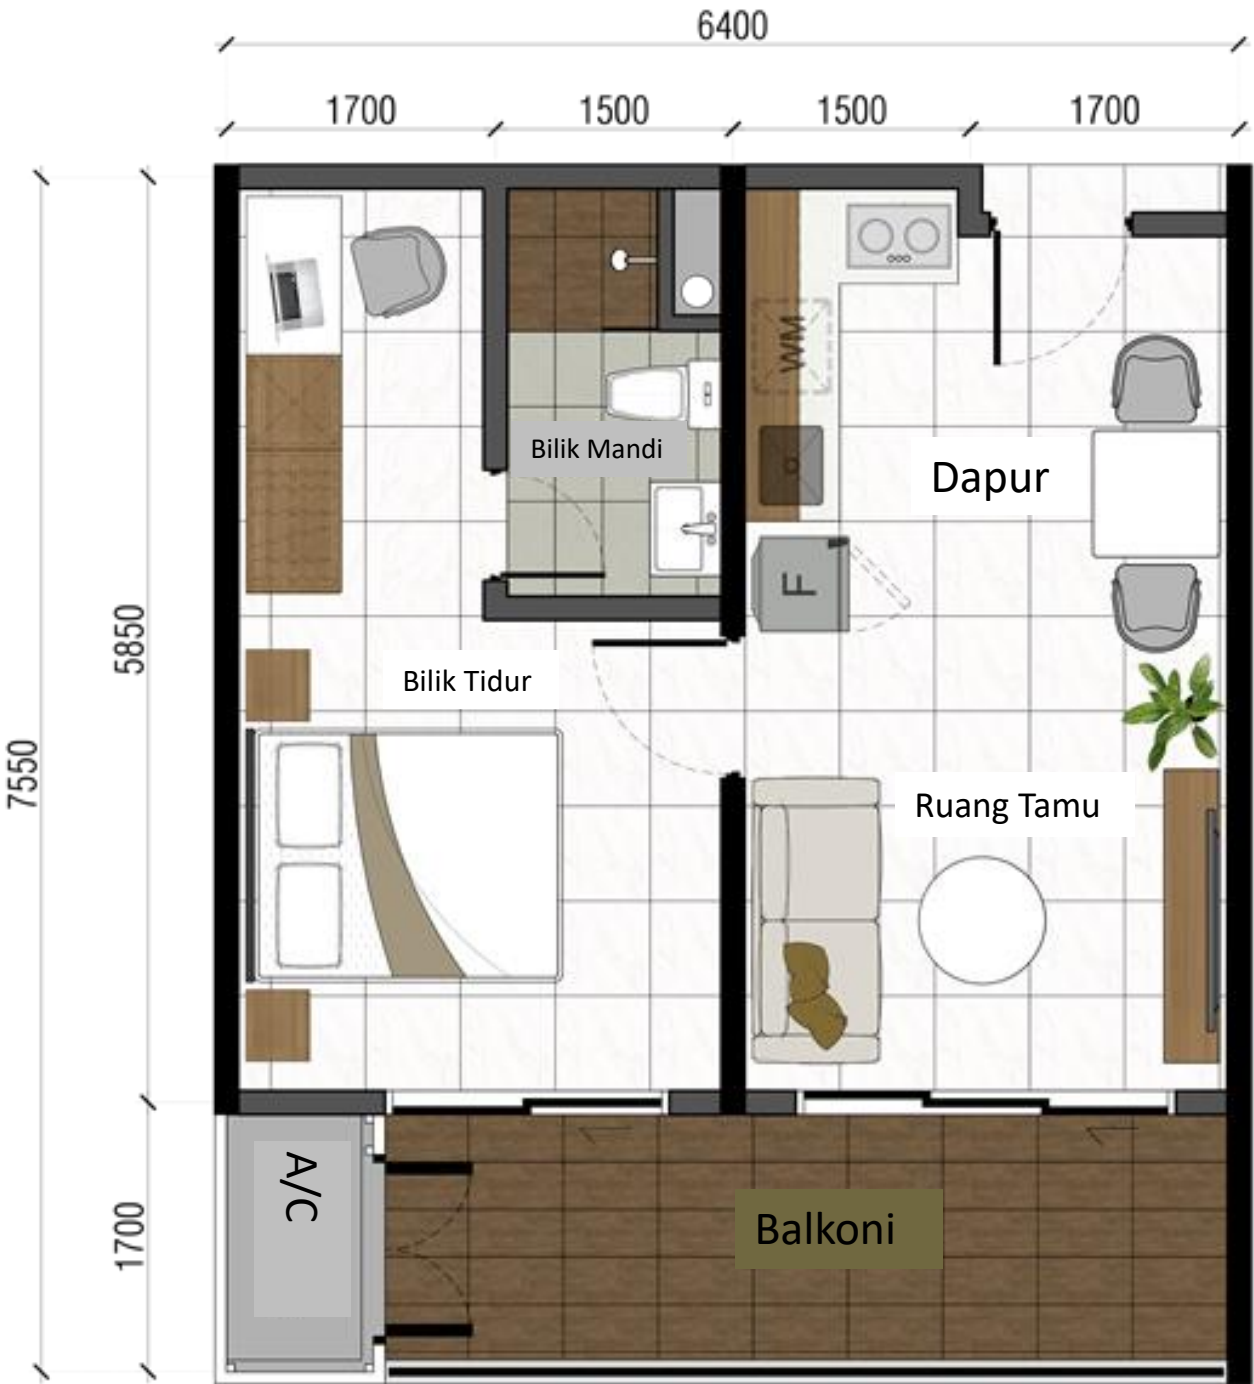 6400
1700
1500
1500
1700
WM
Bilik Mandi
Dapur
F
5850
Bilik Tidur
7550
Ruang Tamu
A/C
1700
Balkoni